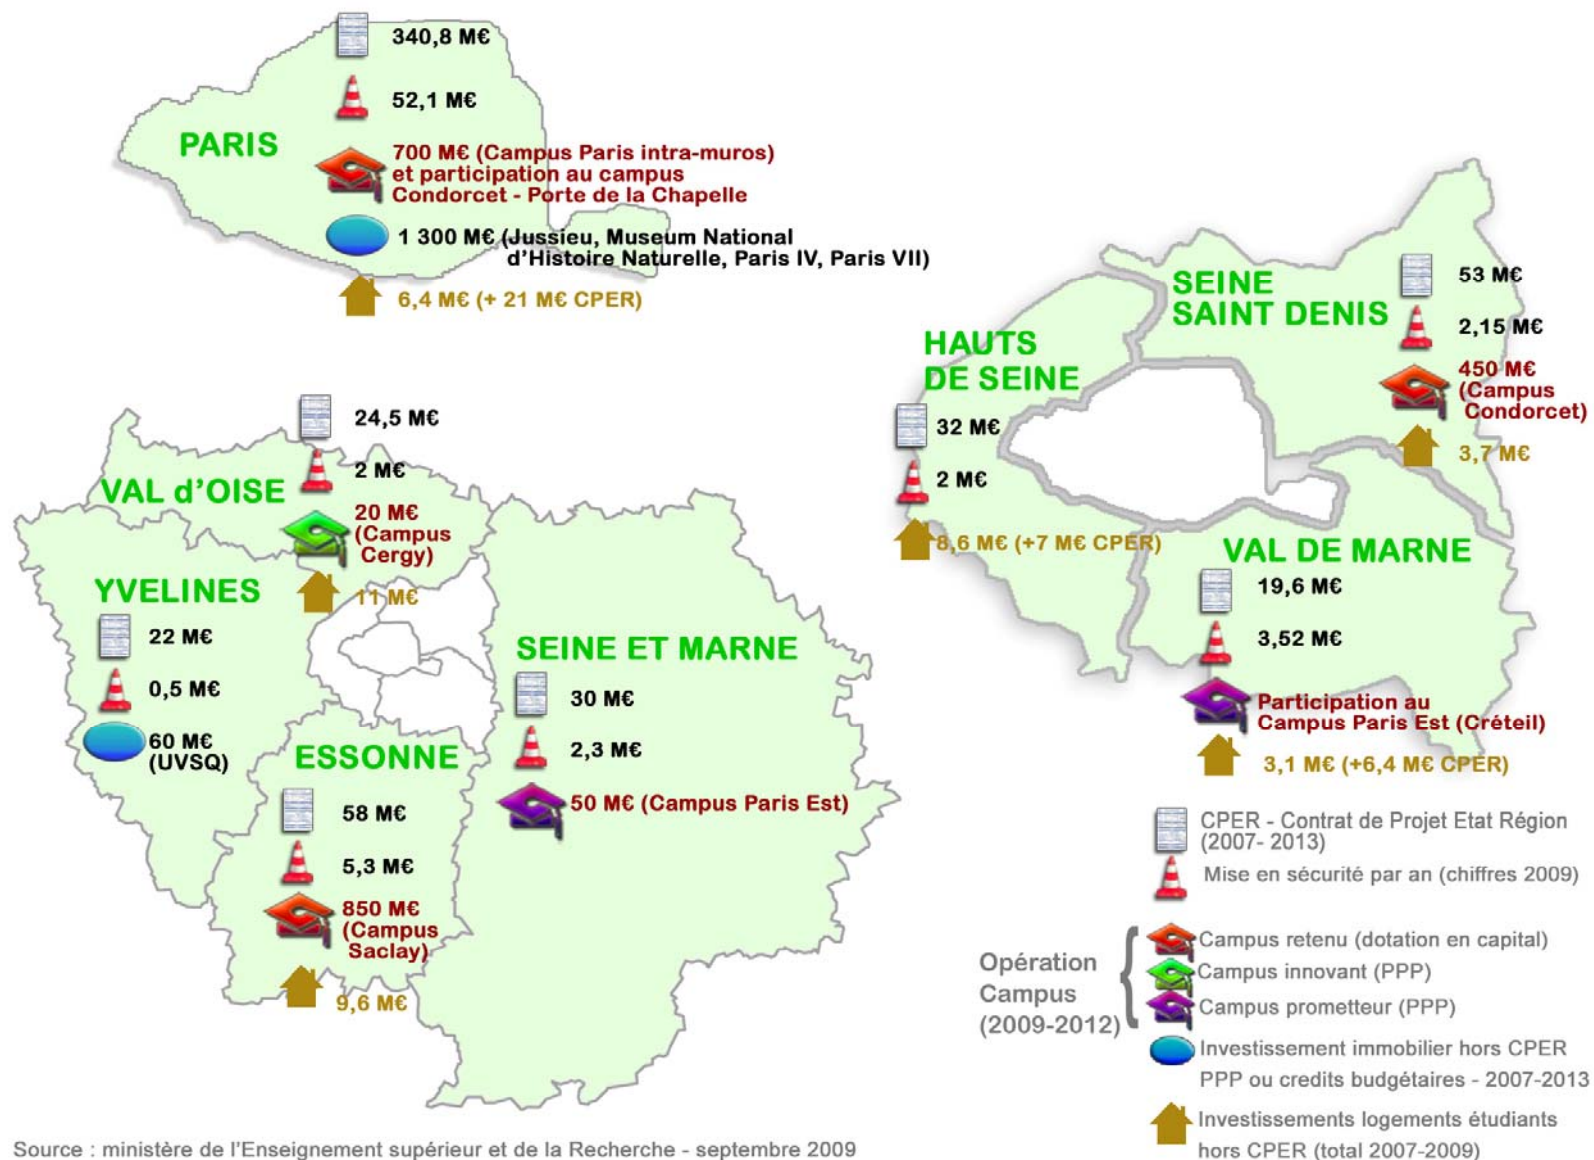 340,8 M€
52,1 M€
PARIS
700 M€ (Campus Paris intra-muros)
et participation au campus
Condorcet - Porte de la Chapelle
1 300 M€ (Jussieu, Museum National
d'Histoire Naturelle, Paris IV, Paris VII)
6,4 M€ (+ 21 M€ CPER)
SEINE
SAINT DENIS
53 M€
2,15 M€
450 M€
(Campus
Condorcet)
3,7 M€
HAUTS
DE SEINE
32 M€
2 M€
8,6 M€ (+7 M€ CPER)
VAL DE MARNE
19,6 M€
3,52 M€
Participation au
Campus Paris Est (Créteil)
3,1 M€ (+6,4 M€ CPER)
24,5 M€
2 M€
VAL d'OISE
20 M€
(Campus
Cergy)
11 M€
YVELINES
22 M€
0,5 M€
60 M€
(UVSQ)
SEINE ET MARNE
30 M€
2,3 M€
50 M€ (Campus Paris Est)
ESSONNE
58 M€
5,3 M€
850 M€
(Campus
Saclay)
9,6 M€
CPER - Contrat de Projet Etat Région
(2007- 2013)
Mise en sécurité par an (chiffres 2009)
Opération
Campus
(2009-2012)
Campus retenu (dotation en capital)
Campus innovant (PPP)
Campus prometteur (PPP)
Investissement immobilier hors CPER
PPP ou credits budgétaires - 2007-2013
Investissements logements étudiants
hors CPER (total 2007-2009)
Source : ministère de l'Enseignement supérieur et de la Recherche - septembre 2009